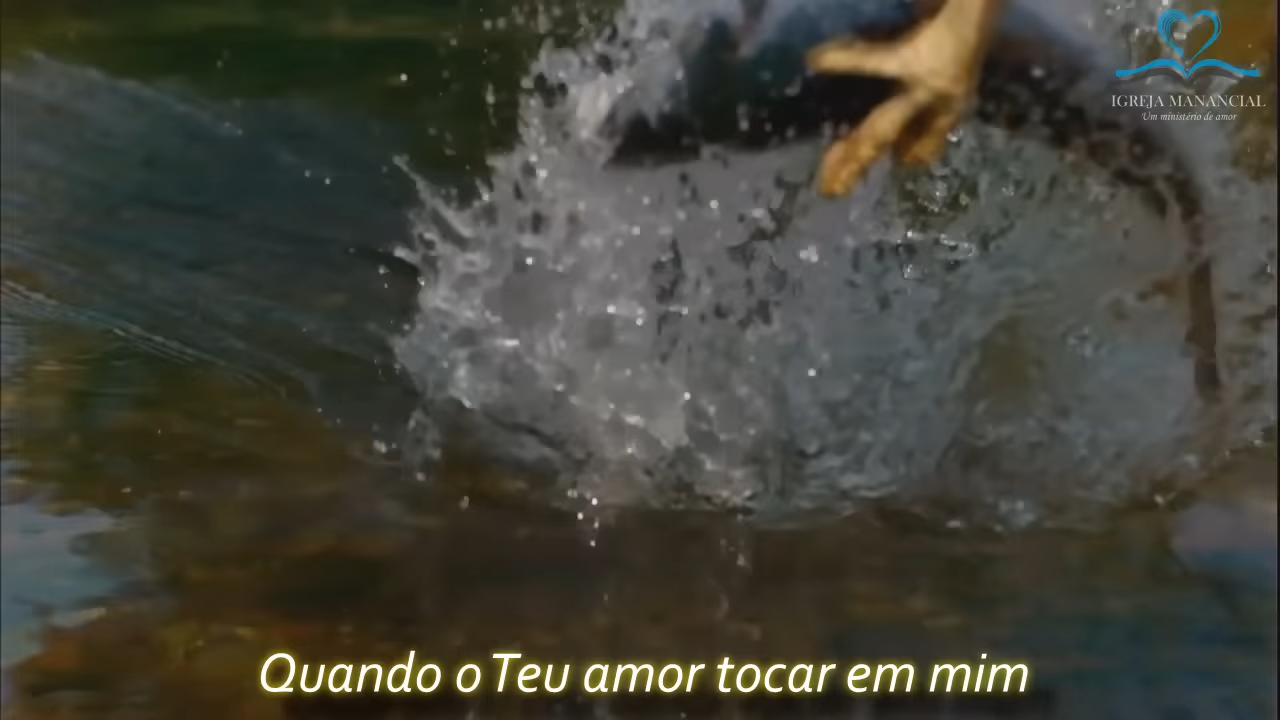 IGREJA MANANCIAL
Um ministério de amor
Quando o Teu amor tocar em mim